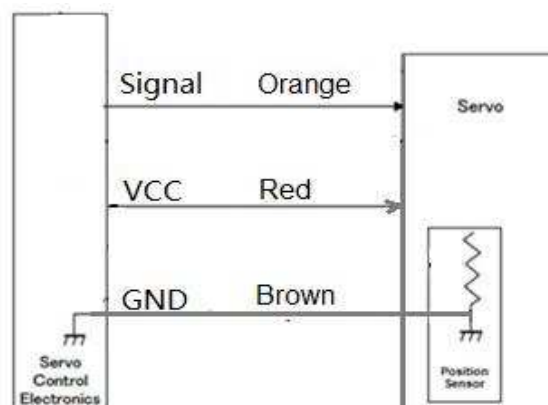 Signal Orange
Servo
VCC Red
GND Brown
Servo
Control
Electronics
Position
Sensor